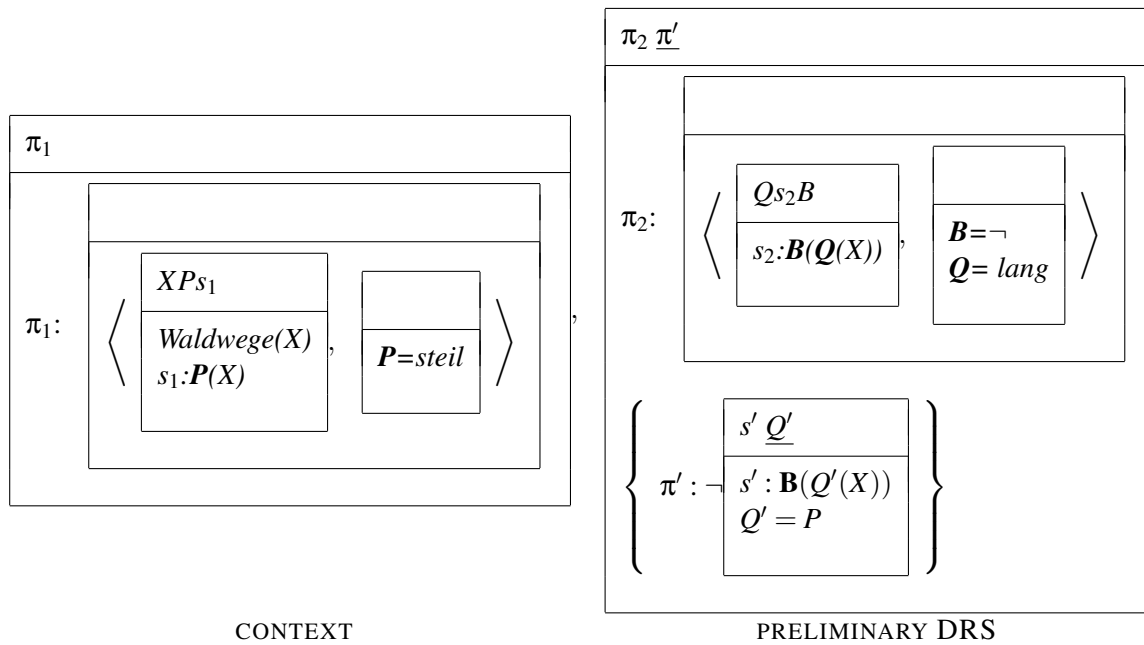 π₁
π₁:
XPs₁
Waldwege(X)
s₁:P(X)
,
P=steil
,
CONTEXT
π₂ π′
π₂:
Qs₂B
s₂:B(Q(X))
,
B=¬
Q= lang
π′ : ¬
s′ Q′
s′ : B(Q′(X))
Q′ = P
PRELIMINARY DRS